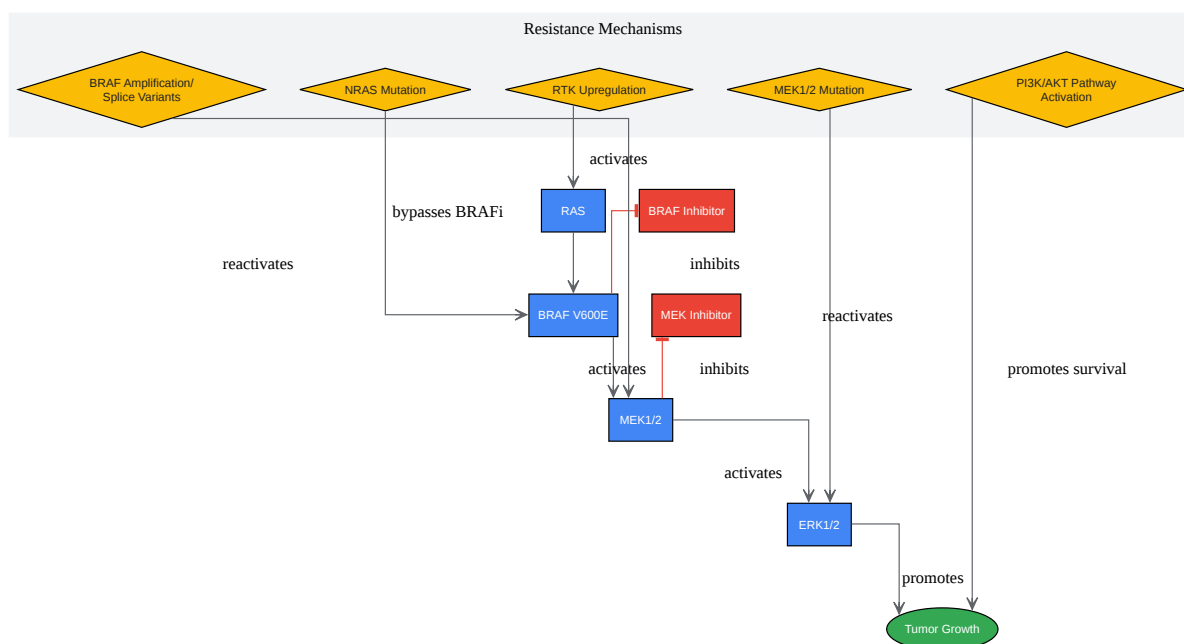 Resistance Mechanisms
BRAF Amplification/
Splice Variants
NRAS Mutation
RTK Upregulation
MEK1/2 Mutation
PI3K/AKT Pathway
Activation
activates
RAS
BRAF Inhibitor
bypasses BRAFi
reactivates
inhibits
BRAF V600E
MEK Inhibitor
reactivates
activates
inhibits
promotes survival
MEK1/2
activates
ERK1/2
promotes
Tumor Growth